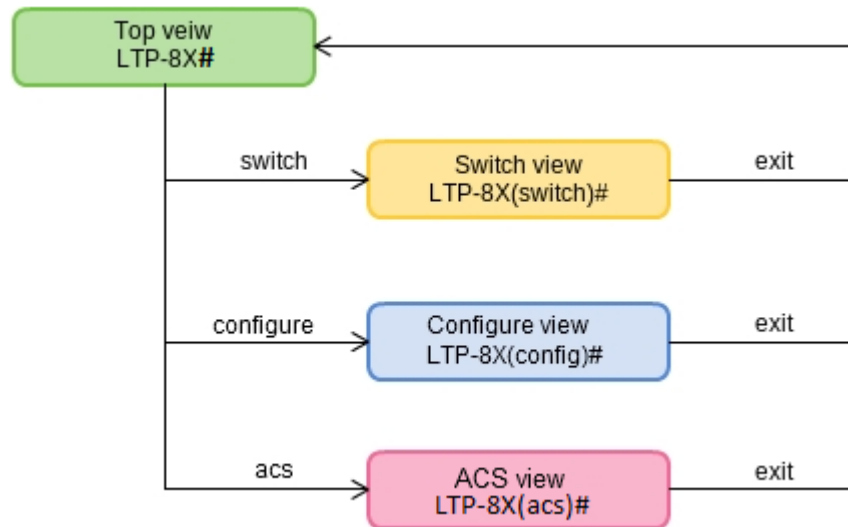 Top veiw
LTP-8X#
switch
Switch view
LTP-8X(switch)#
exit
configure
Configure view
LTP-8X(config)#
exit
acs
ACS view
LTP-8X(acs)#
exit